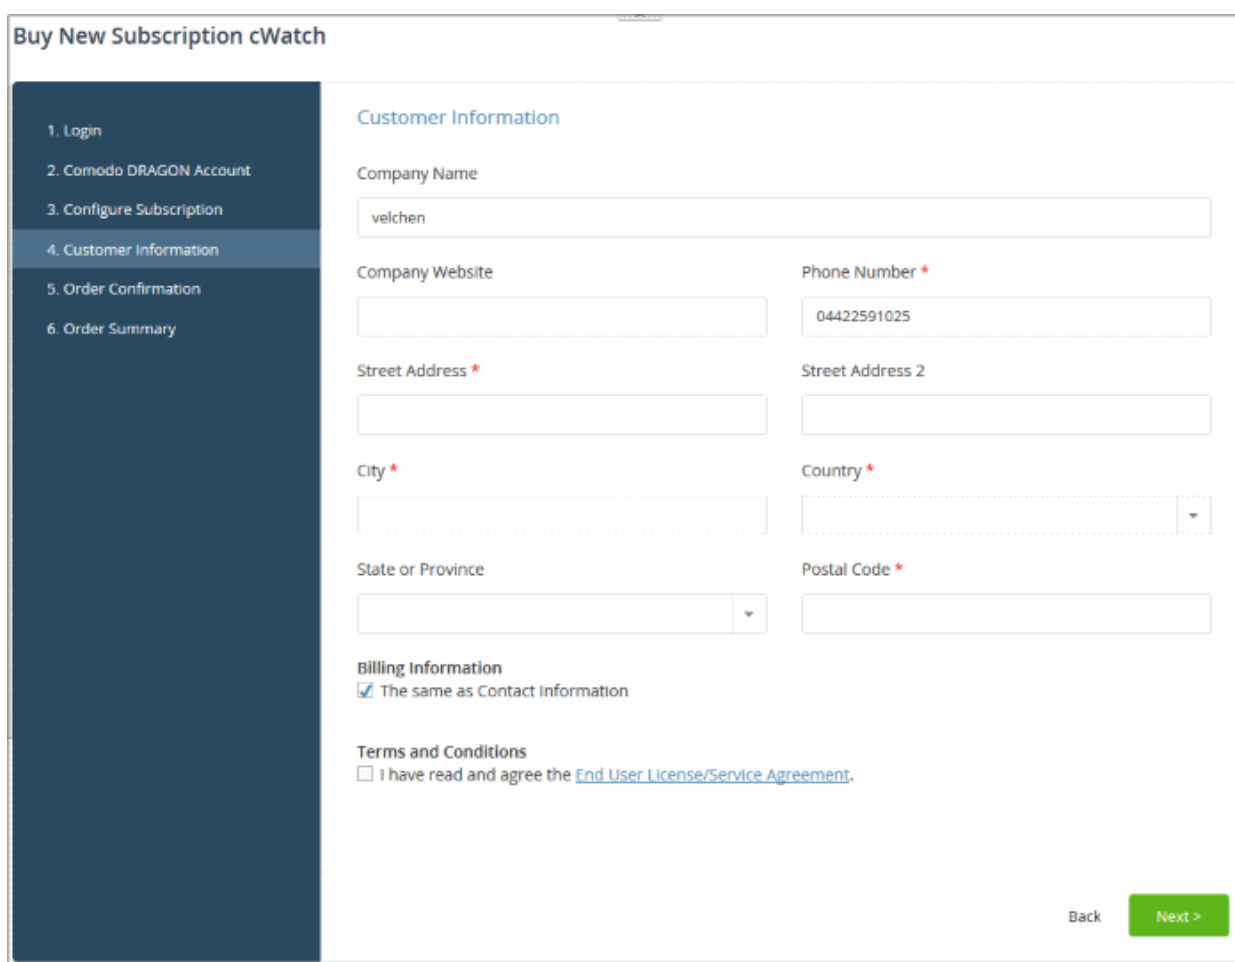 Buy New Subscription cWatch
1. Login
2. Comodo DRAGON Account
3. Configure Subscription
4. Customer Information
5. Order Confirmation
6. Order Summary
Customer Information
Company Name
velchen
Company Website
Phone Number *
04422591025
Street Address *
Street Address 2
City *
Country *
State or Province
Postal Code *
Billing Information
The same as Contact Information
Terms and Conditions
I have read and agree the End User License/Service Agreement.
Back
Next >